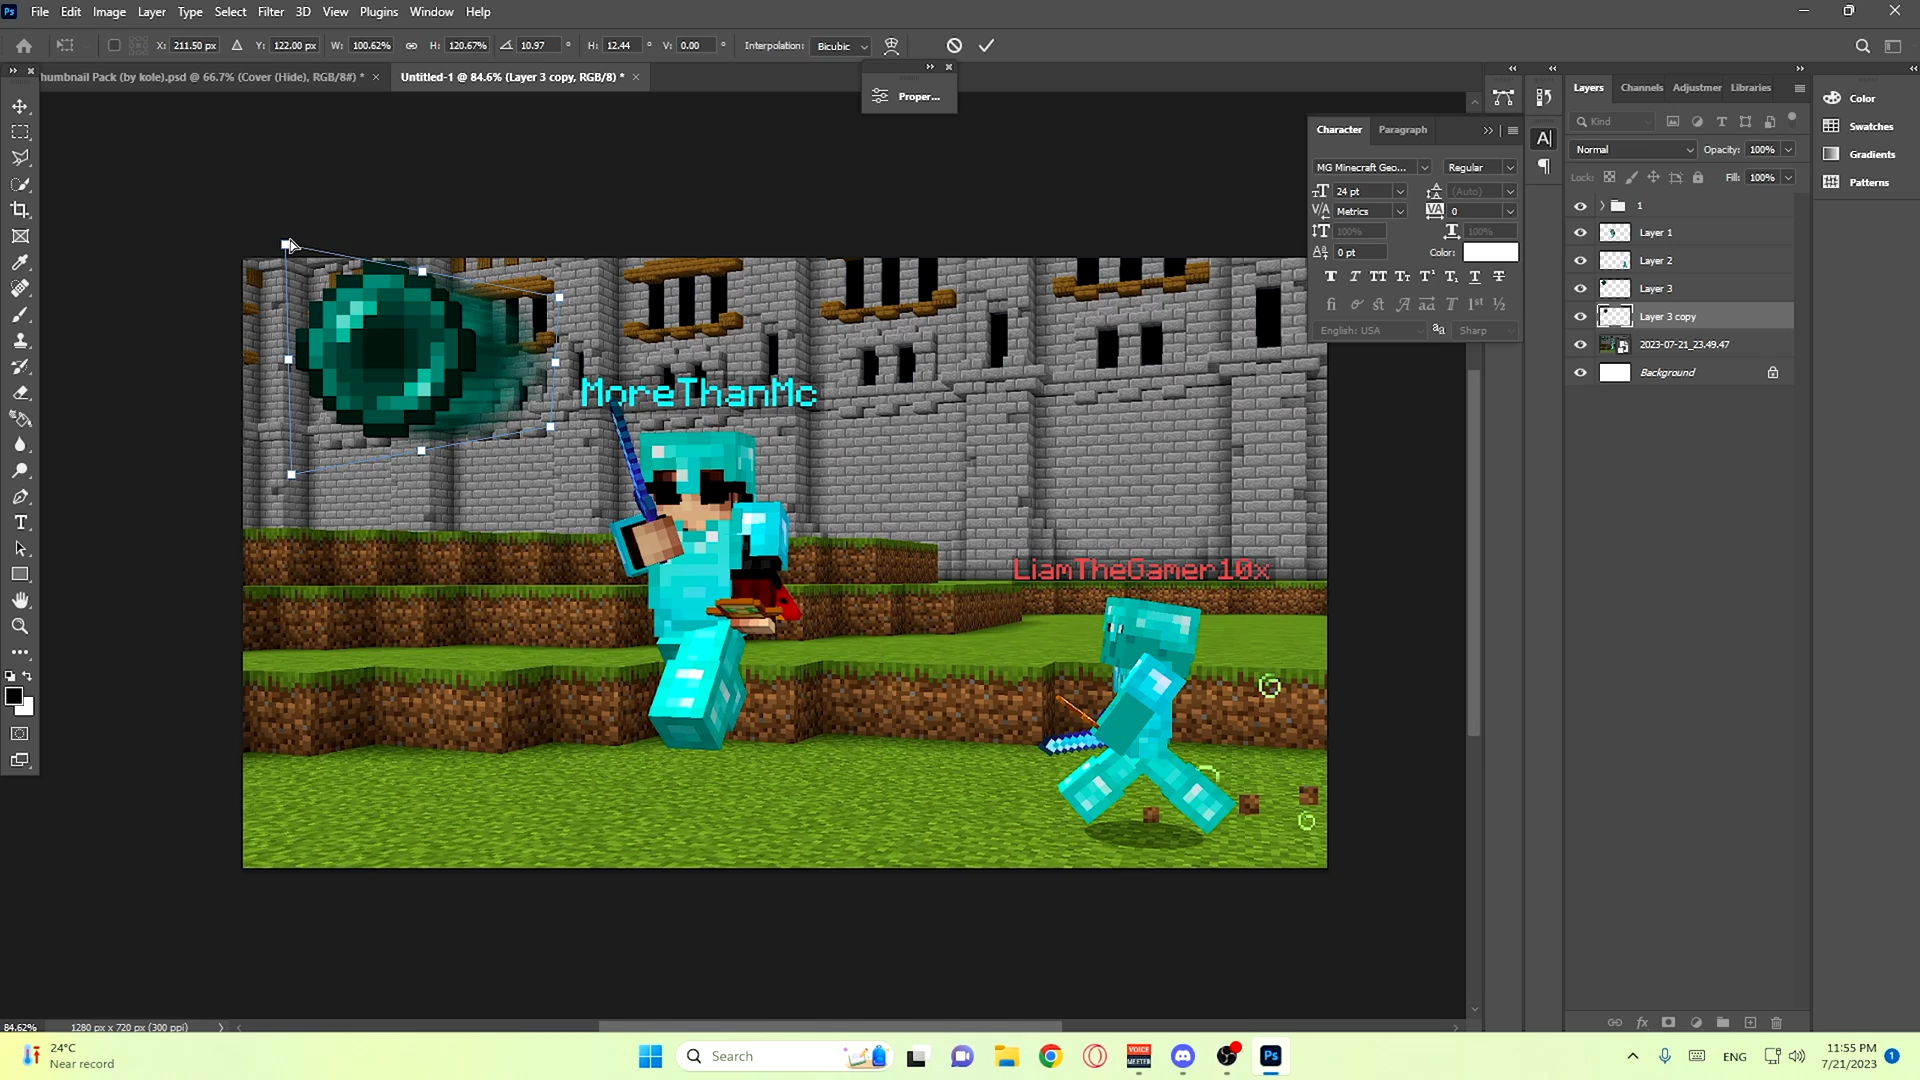 File Edit Image Layer Type Select Filter 3D View Plugins Window Help
X: 211.50 px Y: 122.00 px W: 100.62% H: 120.67% 10.97 ° H: 12.44 ° V: 0.00 ° Interpolation: Bicubic
humbnail Pack (by kole).psd @ 66.7% (Cover (Hide), RGB/8#) * × Untitled-1 @ 84.6% (Layer 3 copy, RGB/8) * ×
Proper...
Character Paragraph
MG Minecraft Geo... Regular
24 pt (Auto)
Metrics 0
100% 100%
0 pt Color:
English: USA Sharp
Layers Channels Adjustmer Libraries
Kind
Normal Opacity: 100%
Lock: Fill: 100%
1
Layer 1
Layer 2
Layer 3
Layer 3 copy
2023-07-21_23.49.47
Background
Color
Swatches
Gradients
Patterns
MoreThanMc
LiamTheGamer10x
84.62% 1280 px x 720 px (300 ppi)
24°C
Near record
Search
VOICE
MEETER
ENG
11:55 PM
7/21/2023
1